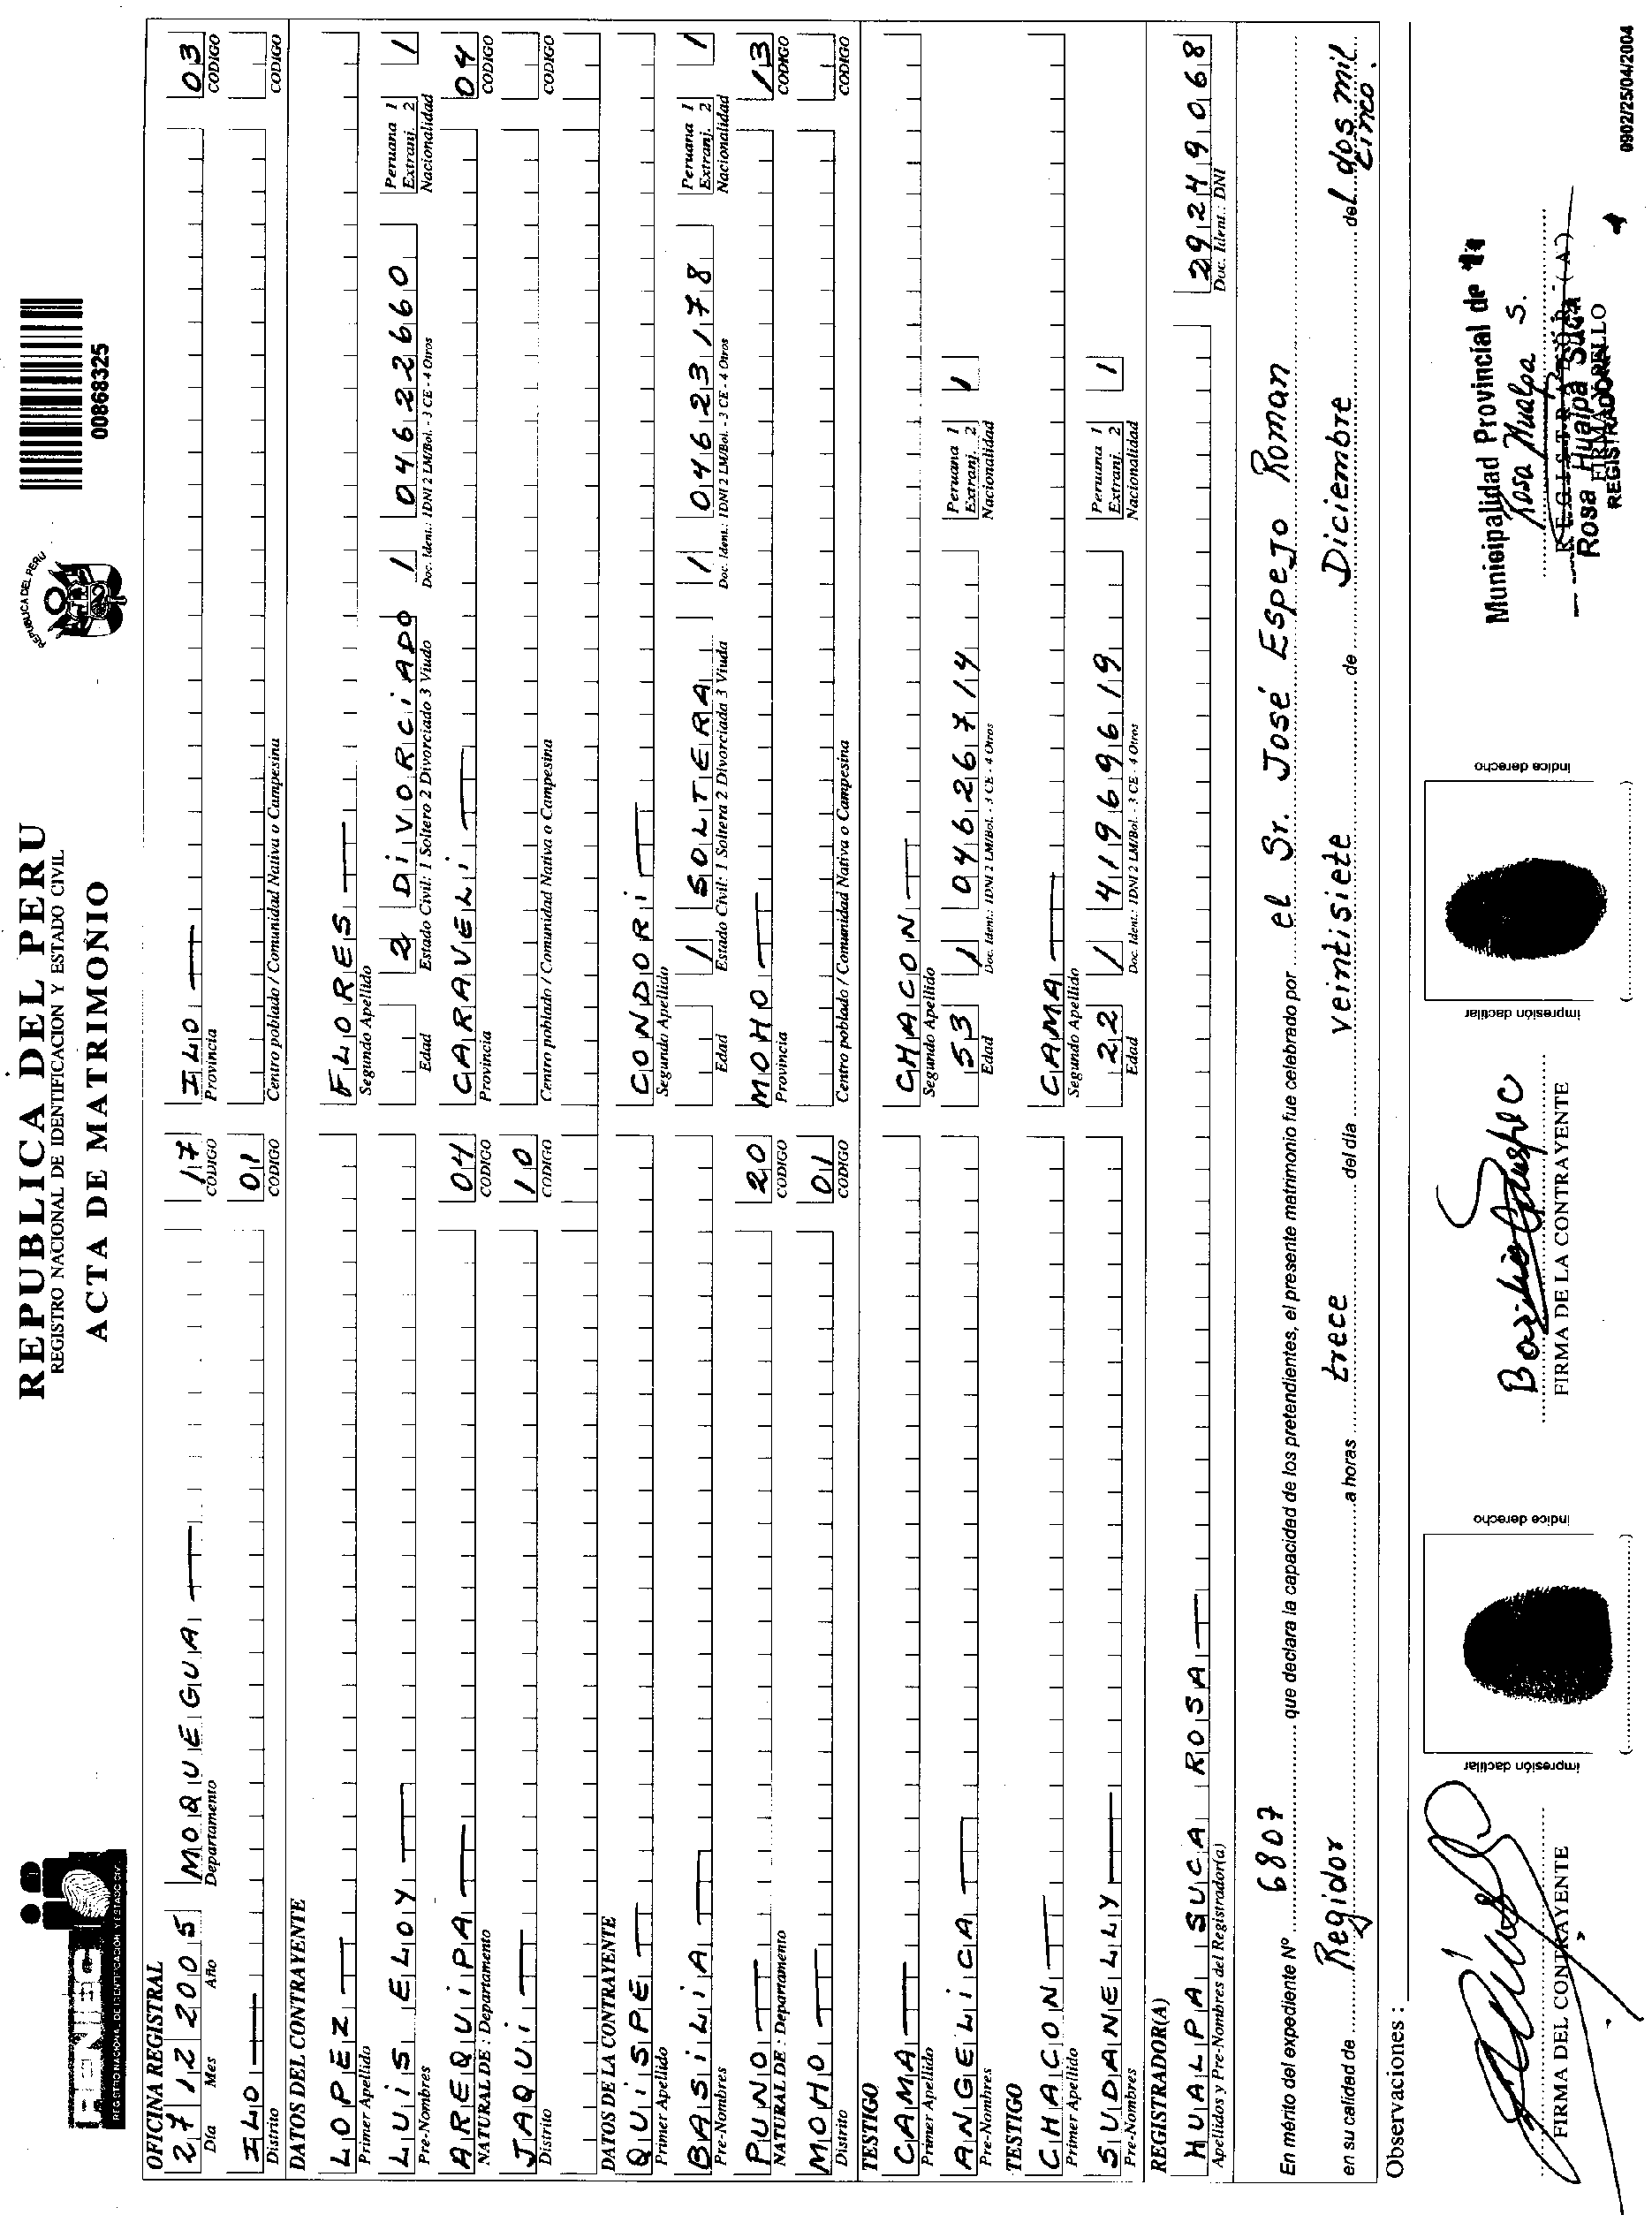 RENIEC
REGISTRO NACIONAL DE IDENTIFICACION Y ESTADO CIVIL
REPUBLICA DEL PERU
REGISTRO NACIONAL DE IDENTIFICACION Y ESTADO CIVIL
ACTA DE MATRIMONIO
REPUBLICA DEL PERU
00868325
OFICINA REGISTRAL
27 12 2005 MOQUEGUA 17 ILO 03
Día Mes Año Departamento CODIGO Provincia CODIGO
ILO 01
Distrito CODIGO Centro poblado / Comunidad Nativa o Campesina CODIGO
DATOS DEL CONTRAYENTE
LOPEZ FLORES
Primer Apellido Segundo Apellido
LUIS ELOY 2 DIVORCIADO 1 04622660 Peruana 1 Extranj. 2 1
Pre-Nombres Edad Estado Civil: 1 Soltero 2 Divorciado 3 Viudo Doc. Ident.: 1DNI 2 LM/Bol. - 3 CE - 4 Otros Nacionalidad
AREQUIPA 04 CARAVELI 04
NATURAL DE : Departamento CODIGO Provincia CODIGO
JAQUI 10
Distrito CODIGO Centro poblado / Comunidad Nativa o Campesina CODIGO
DATOS DE LA CONTRAYENTE
QUISPE CONDORI
Primer Apellido Segundo Apellido
BASILIA 1 SOLTERA 1 04623178 Peruana 1 Extranj. 2 1
Pre-Nombres Edad Estado Civil: 1 Soltera 2 Divorciada 3 Viuda Doc. Ident.: 1DNI 2 LM/Bol. - 3 CE - 4 Otros Nacionalidad
PUNO 20 MOHO 13
NATURAL DE : Departamento CODIGO Provincia CODIGO
MOHO 01
Distrito CODIGO Centro poblado / Comunidad Nativa o Campesina CODIGO
TESTIGO
CAMA CHACON
Primer Apellido Segundo Apellido
ANGELICA 53 1 04626714 Peruana 1 Extranj. 2 1
Pre-Nombres Edad Doc. Ident.: 1DNI 2 LM/Bol. - 3 CE - 4 Otros Nacionalidad
TESTIGO
CHACON CAMA
Primer Apellido Segundo Apellido
SUDANELLY 22 1 41969619 Peruana 1 Extranj. 2 1
Pre-Nombres Edad Doc. Ident.: 1DNI 2 LM/Bol. - 3 CE - 4 Otros Nacionalidad
REGISTRADOR(A)
HUALPA SUCA ROSA 29249068
Apellidos y Pre-Nombres del Registrador(a) Doc. Ident.: DNI
En mérito del expediente Nº 6807 que declara la capacidad de los pretendientes, el presente matrimonio fue celebrado por el Sr. José Espejo Roman
en su calidad de Regidor a horas trece del día veintisiete de Diciembre del dos mil cinco.
Observaciones :
FIRMA DEL CONTRAYENTE
impresión dactilar
índice derecho
FIRMA DE LA CONTRAYENTE
impresión dactilar
índice derecho
Municipalidad Provincial de
Rosa Hualpa S.
REGISTRADOR (A)
Rosa Hualpa Suca
FIRMA Y SELLO
REGISTRADORA
0902/25/04/2004